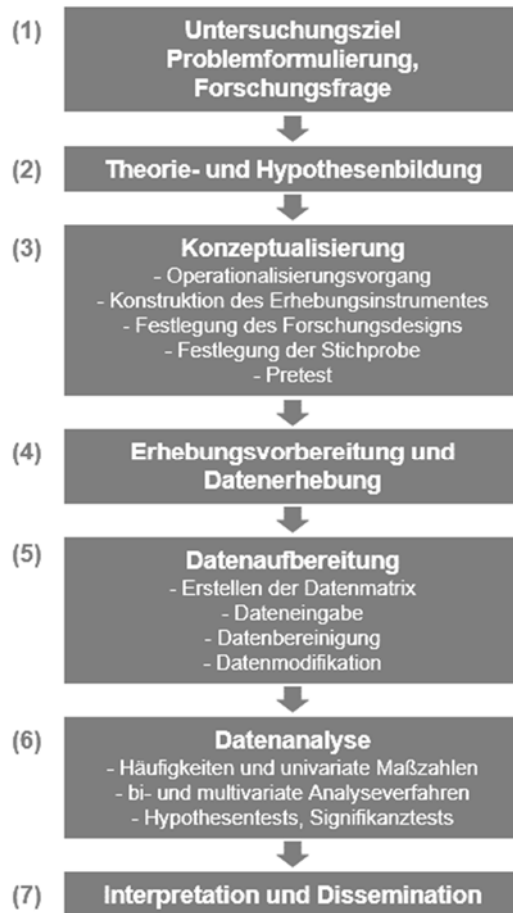 (1) Untersuchungsziel
Problemformulierung,
Forschungsfrage
(2) Theorie- und Hypothesenbildung
(3) Konzeptualisierung
- Operationalisierungsvorgang
- Konstruktion des Erhebungsinstrumentes
- Festlegung des Forschungsdesigns
- Festlegung der Stichprobe
- Pretest
(4) Erhebungsvorbereitung und
Datenerhebung
(5) Datenaufbereitung
- Erstellen der Datenmatrix
- Dateneingabe
- Datenbereinigung
- Datenmodifikation
(6) Datenanalyse
- Häufigkeiten und univariate Maßzahlen
- bi- und multivariate Analyseverfahren
- Hypothesentests, Signifikanztests
(7) Interpretation und Dissemination